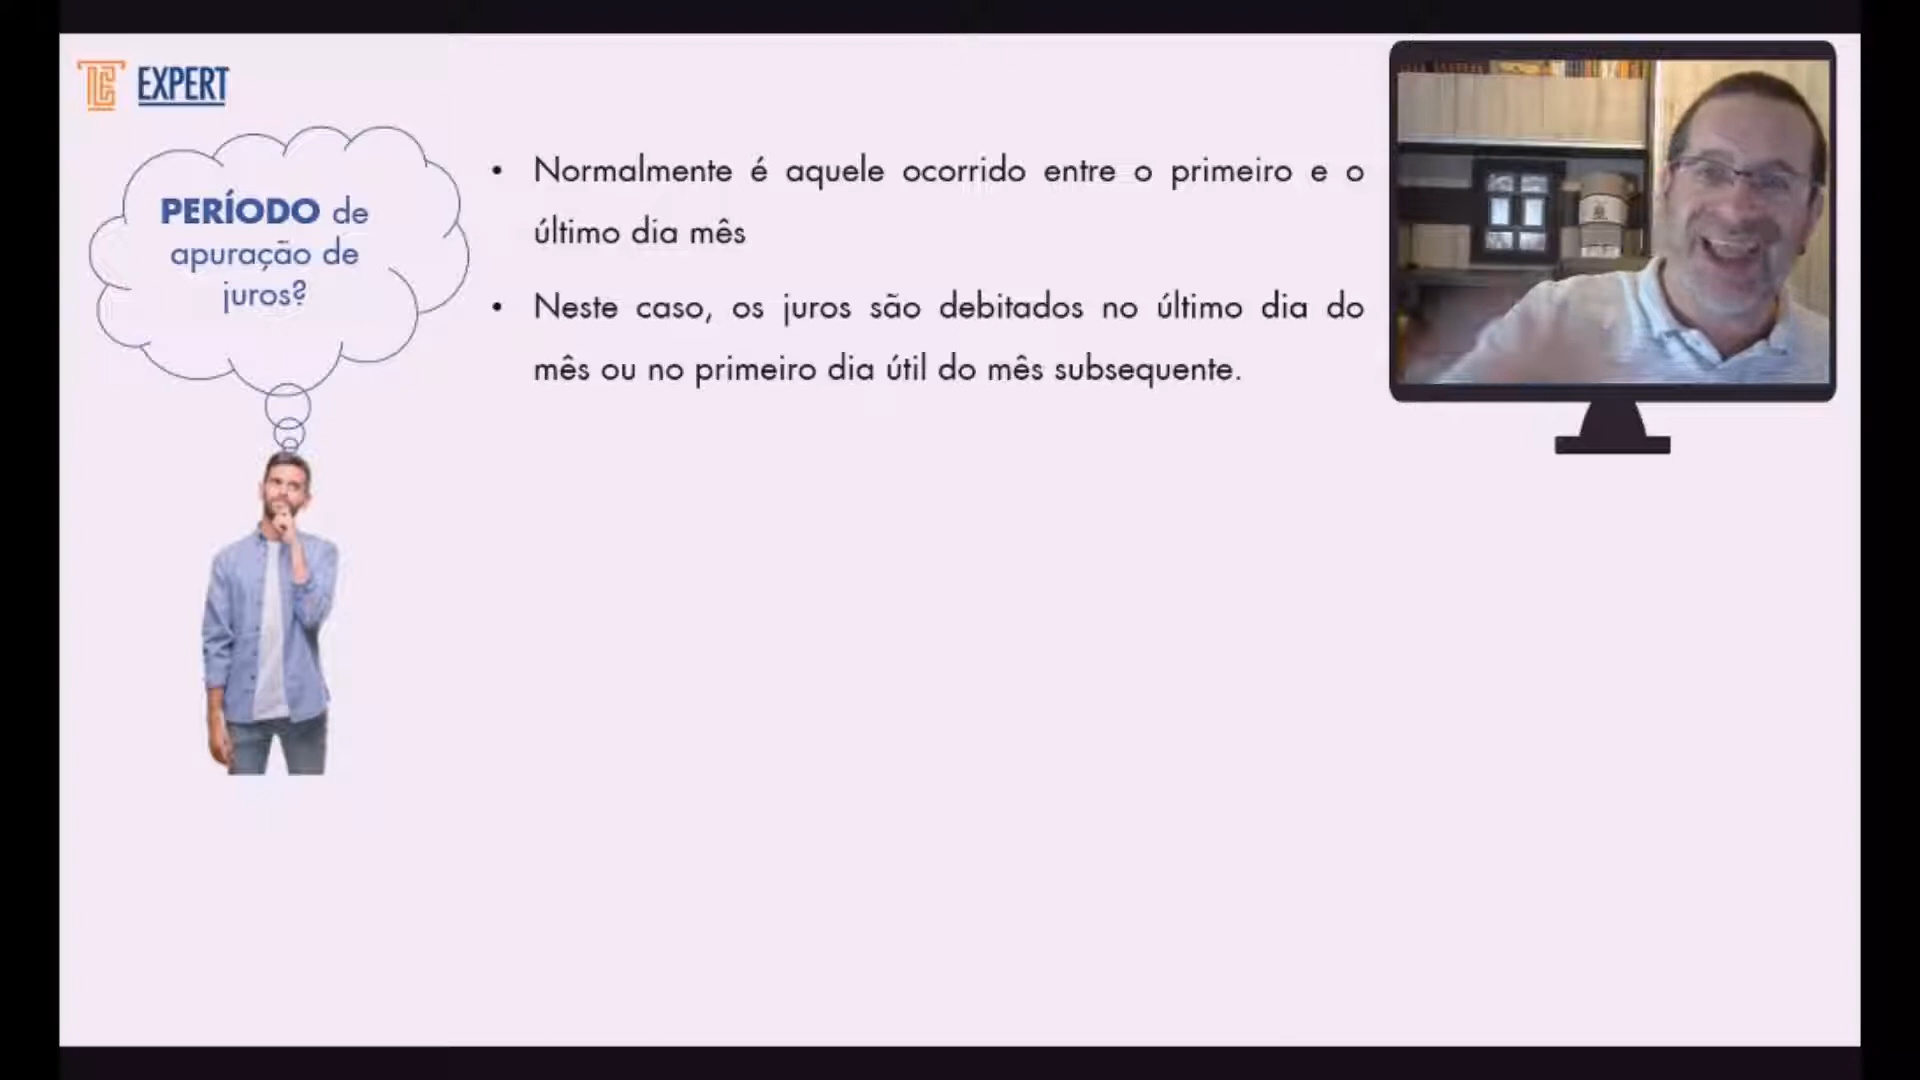 EXPERT
PERÍODO de
apuração de
juros?
• Normalmente é aquele ocorrido entre o primeiro e o
último dia mês
• Neste caso, os juros são debitados no último dia do
mês ou no primeiro dia útil do mês subsequente.